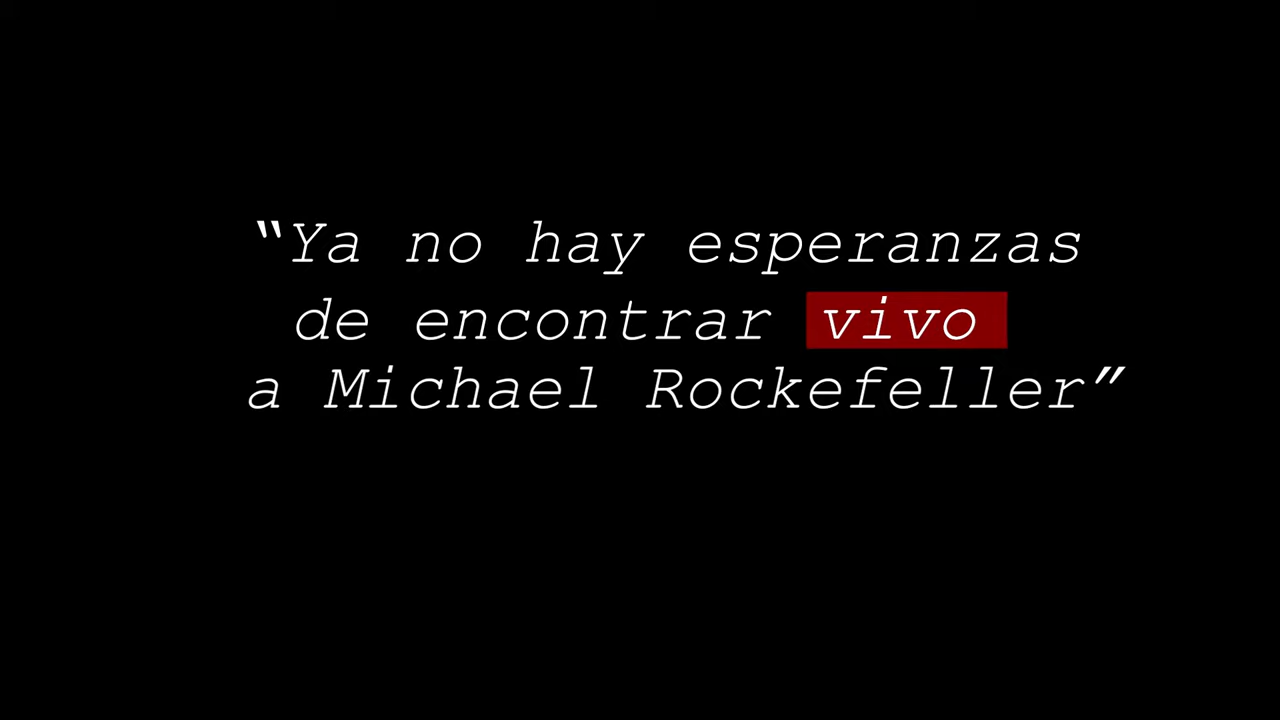 “Ya no hay esperanzas
de encontrar vivo
a Michael Rockefeller”